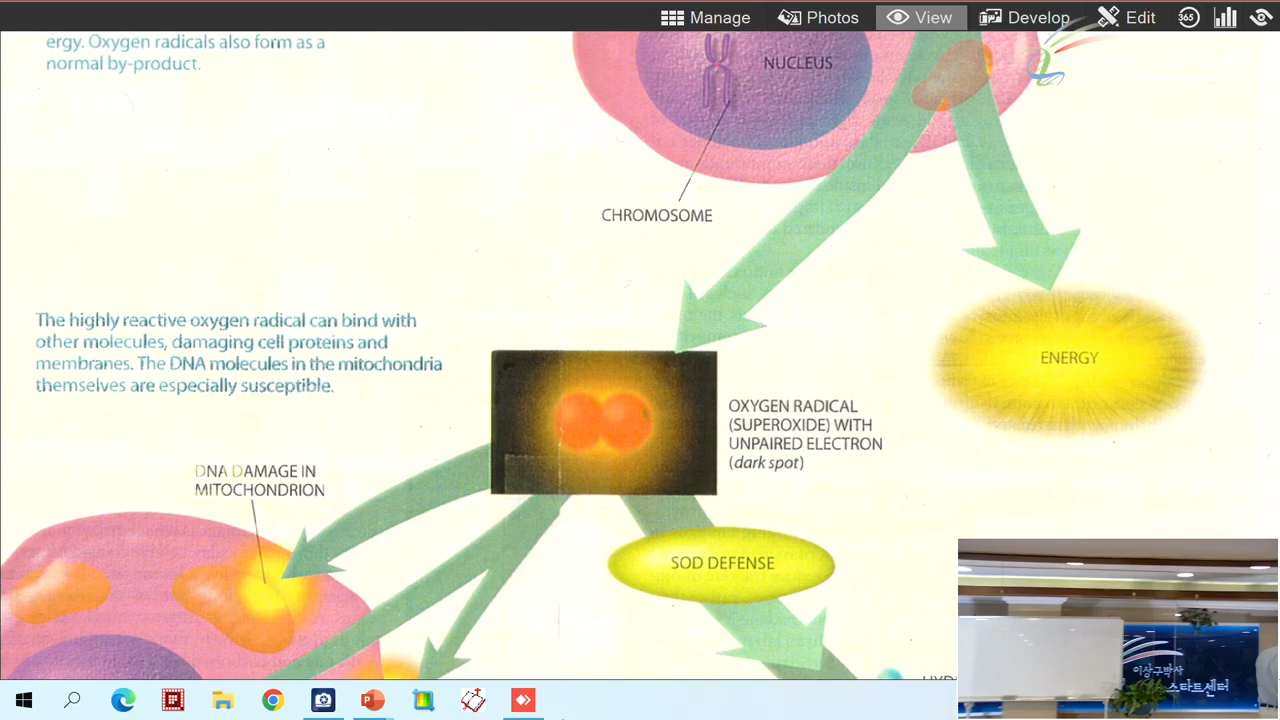 Manage
Photos
View
Develop
Edit
365
ergy. Oxygen radicals also form as a
normal by-product.
NUCLEUS
CHROMOSOME
The highly reactive oxygen radical can bind with
other molecules, damaging cell proteins and
membranes. The DNA molecules in the mitochondria
themselves are especially susceptible.
ENERGY
OXYGEN RADICAL
(SUPEROXIDE) WITH
UNPAIRED ELECTRON
(dark spot)
DNA DAMAGE IN
MITOCHONDRION
SOD DEFENSE
HYD
이상구박사
스타트센터